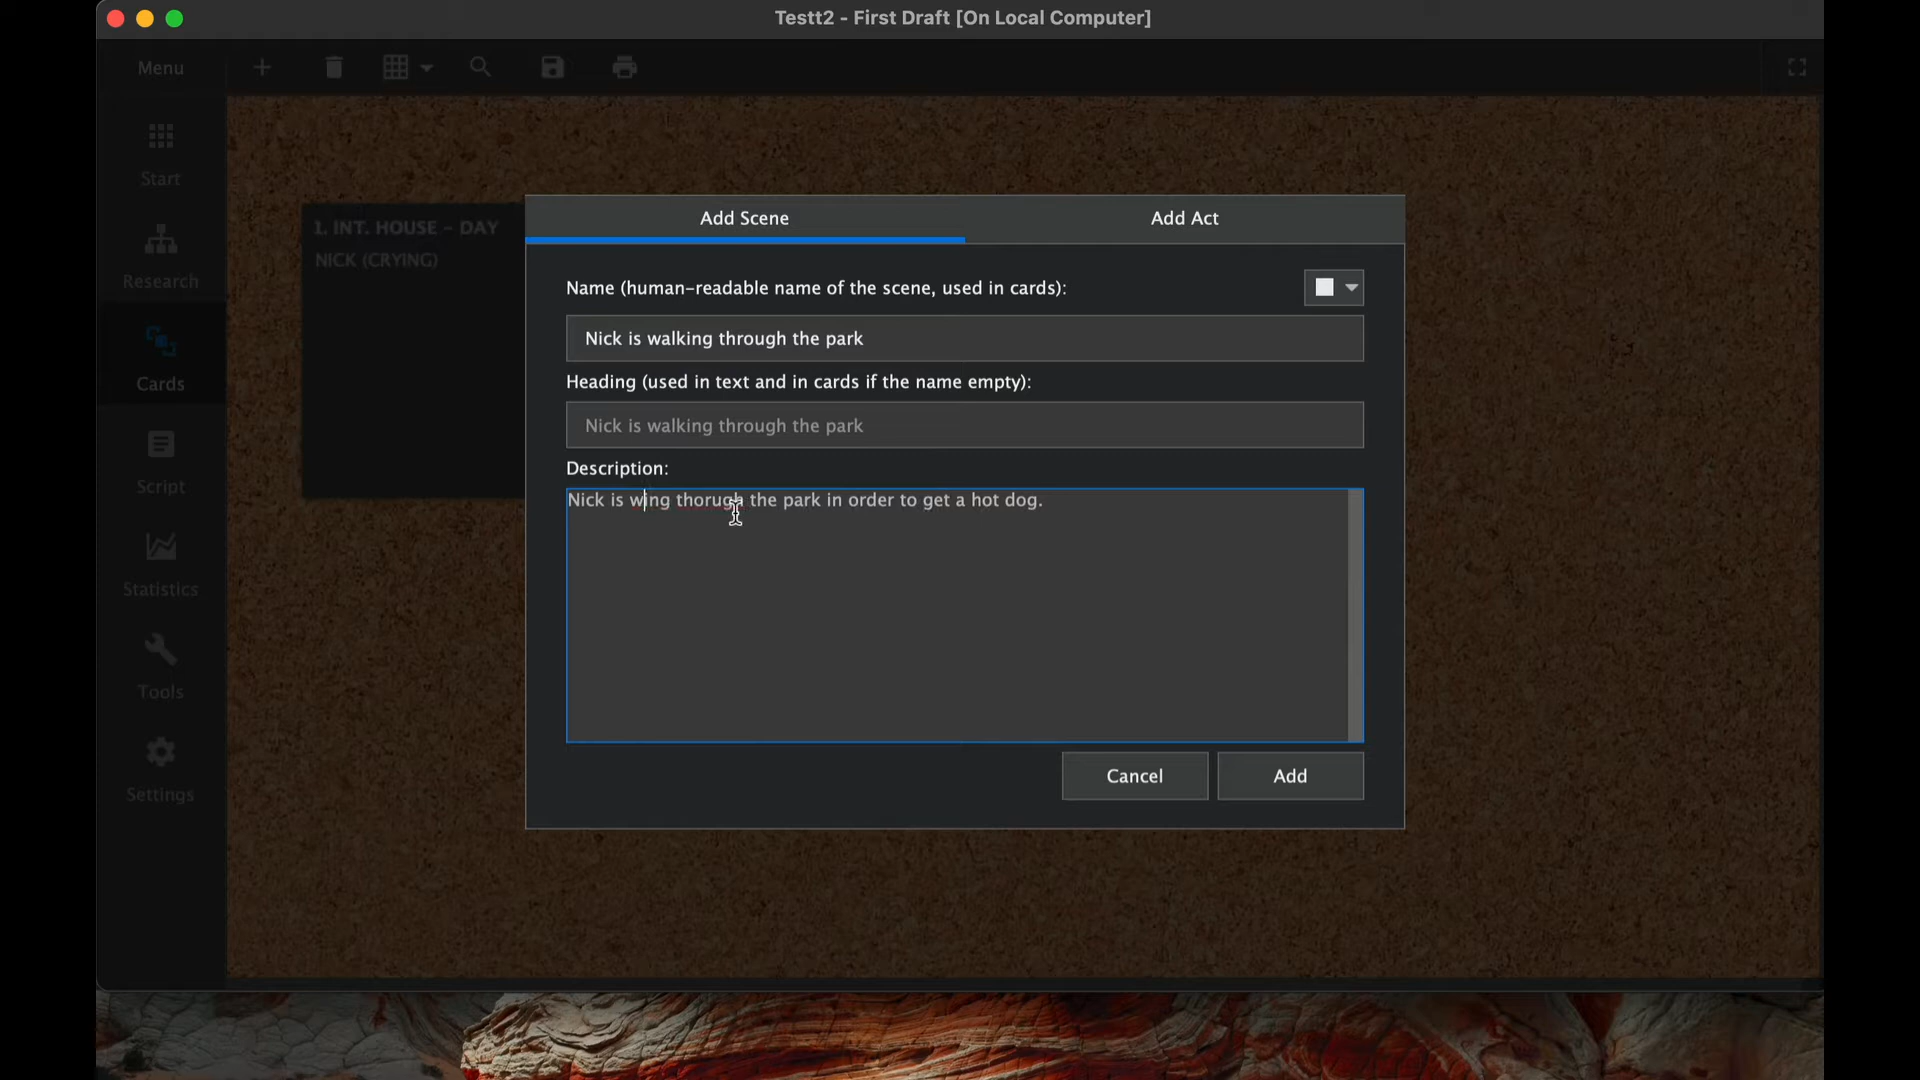 Testt2 - First Draft [On Local Computer]
Menu
Start
Research
Cards
Script
Statistics
Tools
Settings
1. INT. HOUSE - DAY
NICK (CRYING)
Add Scene
Add Act
Name (human-readable name of the scene, used in cards):
Nick is walking through the park
Heading (used in text and in cards if the name empty):
Nick is walking through the park
Description:
Nick is wing thorugh the park in order to get a hot dog.
Cancel
Add